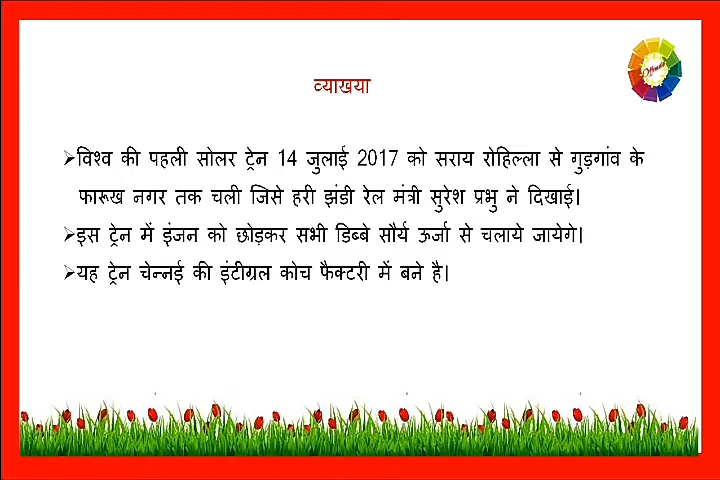 व्याखया
➢विश्व की पहली सोलर ट्रेन 14 जुलाई 2017 को सराय रोहिल्ला से गुड़गांव के
फारूख नगर तक चली जिसे हरी झंडी रेल मंत्री सुरेश प्रभु ने दिखाई।
➢इस ट्रेन में इंजन को छोड़कर सभी डिब्बे सौर्य ऊर्जा से चलाये जायेगे।
➢यह ट्रेन चेन्नई की इंटीग्रल कोच फैक्टरी में बने है।